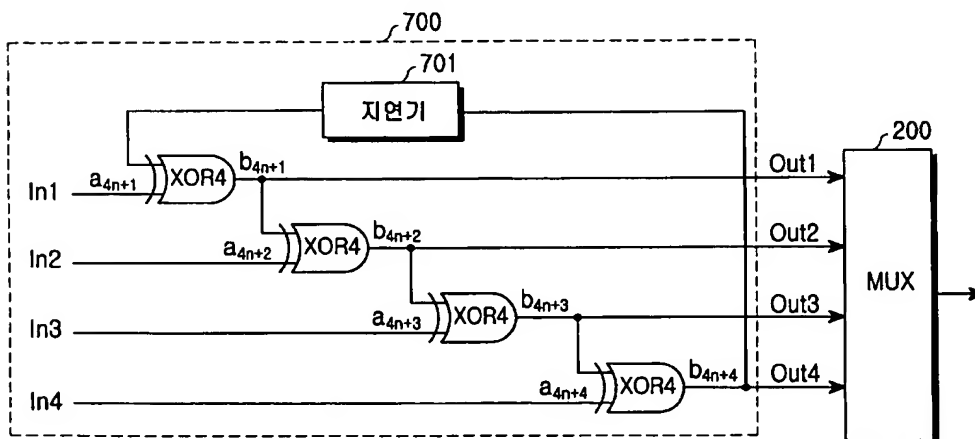 700
701
지연기
200
In1
a4n+1
XOR4
b4n+1
Out1
In2
a4n+2
XOR4
b4n+2
Out2
MUX
In3
a4n+3
XOR4
b4n+3
Out3
In4
a4n+4
XOR4
b4n+4
Out4